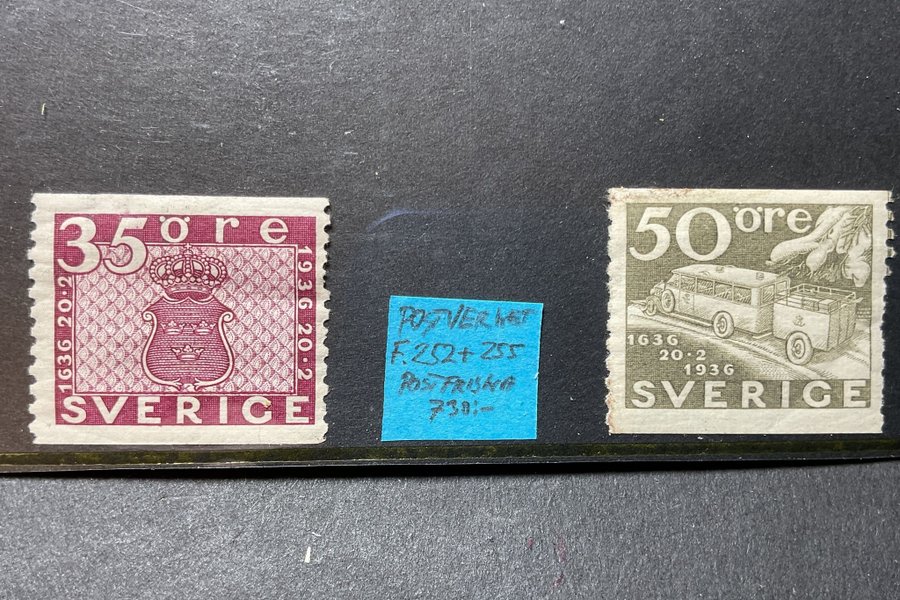 35 öre
1636 20·2
1936 20·2
SVERIGE
POSTVERKET
F. 252 + 255
POSTFRISKA
730:-
50 öre
1636
20·2
1936
SVERIGE